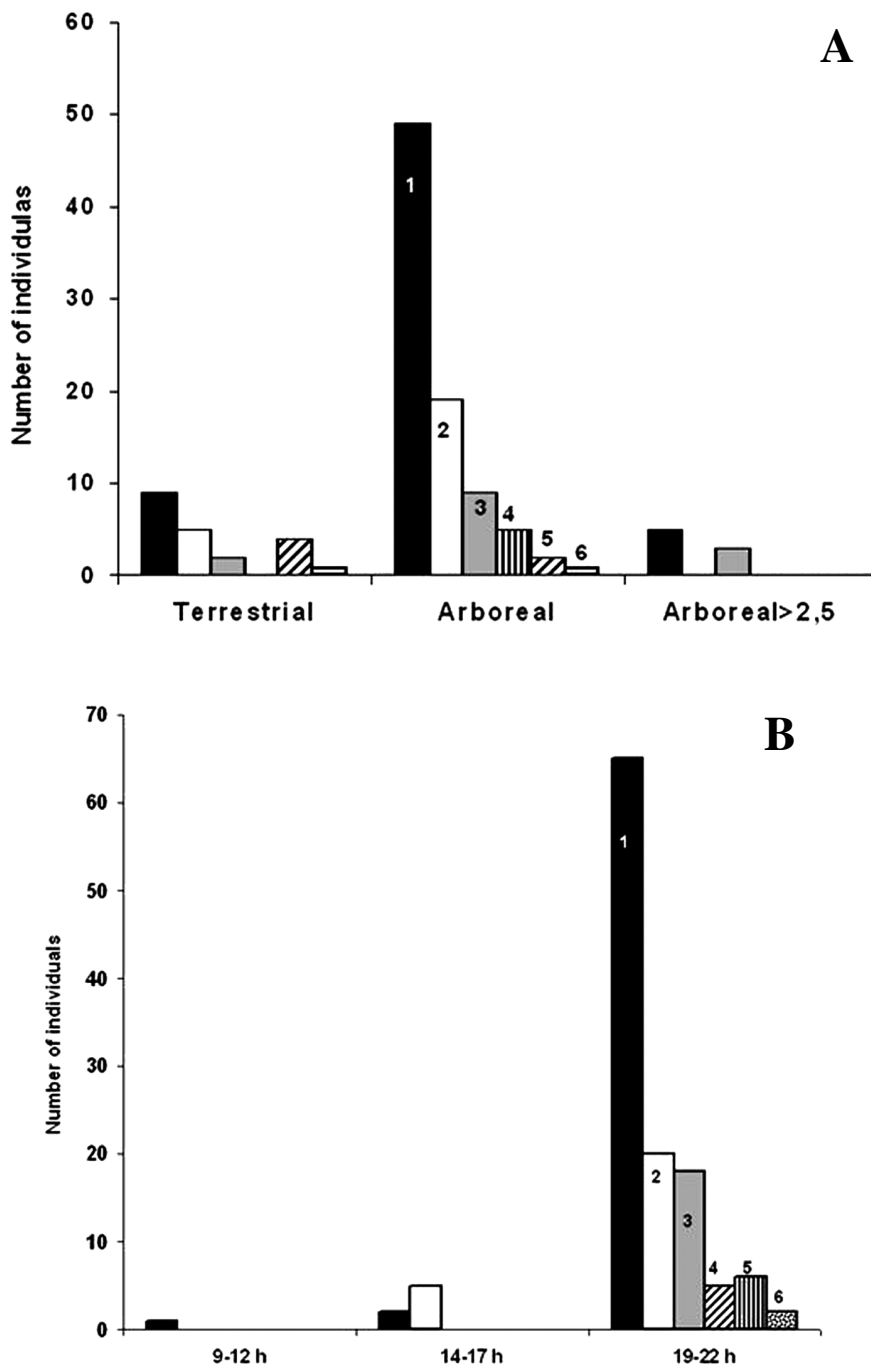 A
Number of individulas
60
50
40
30
20
10
0
1
2
3
4
5
6
Terrestrial
Arboreal
Arboreal>2,5
B
Number of individuals
70
60
50
40
30
20
10
0
1
2
3
4
5
6
9-12 h
14-17 h
19-22 h